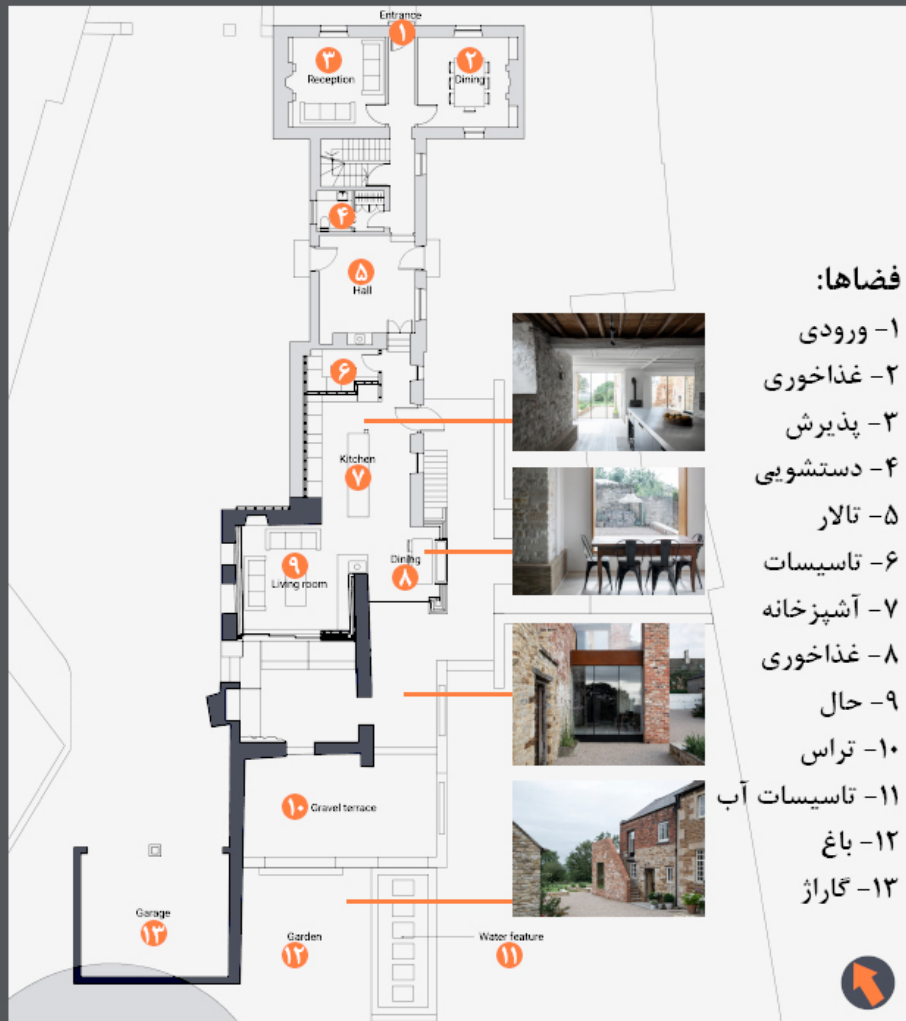 Entrance
۱
۳
Reception
۲
Dining
۴
۵
Hall
۶
Kitchen
۷
۹
Living room
Dining
۸
۱۰ Gravel terrace
Garage
۱۳
Garden
۱۲
Water feature
۱۱
فضاها:
۱- ورودی
۲- غذاخوری
۳- پذیرش
۴- دستشویی
۵- تالار
۶- تاسیسات
۷- آشپزخانه
۸- غذاخوری
۹- حال
۱۰- تراس
۱۱- تاسیسات آب
۱۲- باغ
۱۳- گاراژ